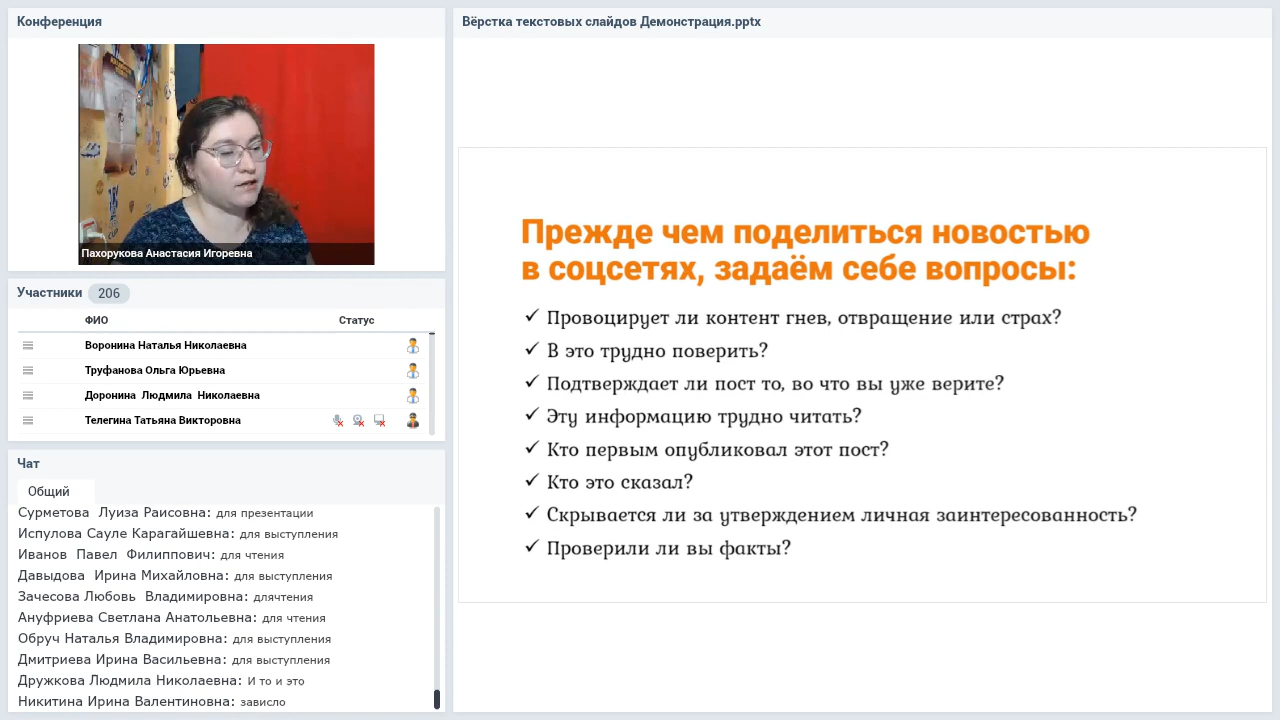 Конференция
Пахорукова Анастасия Игоревна
Участники 206
ФИО Статус
Воронина Наталья Николаевна
Труфанова Ольга Юрьевна
Доронина Людмила Николаевна
Телегина Татьяна Викторовна
Чат
Общий
Сурметова Луиза Раисовна: для презентации
Испулова Сауле Карагайшевна: для выступления
Иванов Павел Филиппович: для чтения
Давыдова Ирина Михайловна: для выступления
Зачесова Любовь Владимировна: длячтения
Ануфриева Светлана Анатольевна: для чтения
Обруч Наталья Владимировна: для выступления
Дмитриева Ирина Васильевна: для выступления
Дружкова Людмила Николаевна: И то и это
Никитина Ирина Валентиновна: зависло
Вёрстка текстовых слайдов Демонстрация.pptx
Прежде чем поделиться новостью
в соцсетях, задаём себе вопросы:
✓ Провоцирует ли контент гнев, отвращение или страх?
✓ В это трудно поверить?
✓ Подтверждает ли пост то, во что вы уже верите?
✓ Эту информацию трудно читать?
✓ Кто первым опубликовал этот пост?
✓ Кто это сказал?
✓ Скрывается ли за утверждением личная заинтересованность?
✓ Проверили ли вы факты?